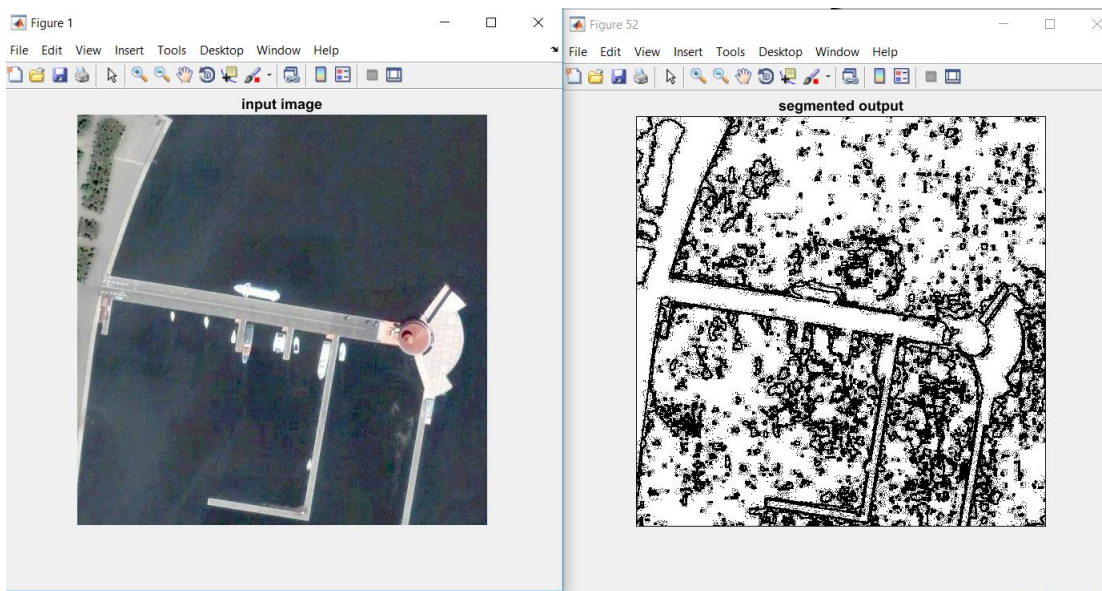 Figure 1
File Edit View Insert Tools Desktop Window Help
input image
Figure 52
File Edit View Insert Tools Desktop Window Help
segmented output